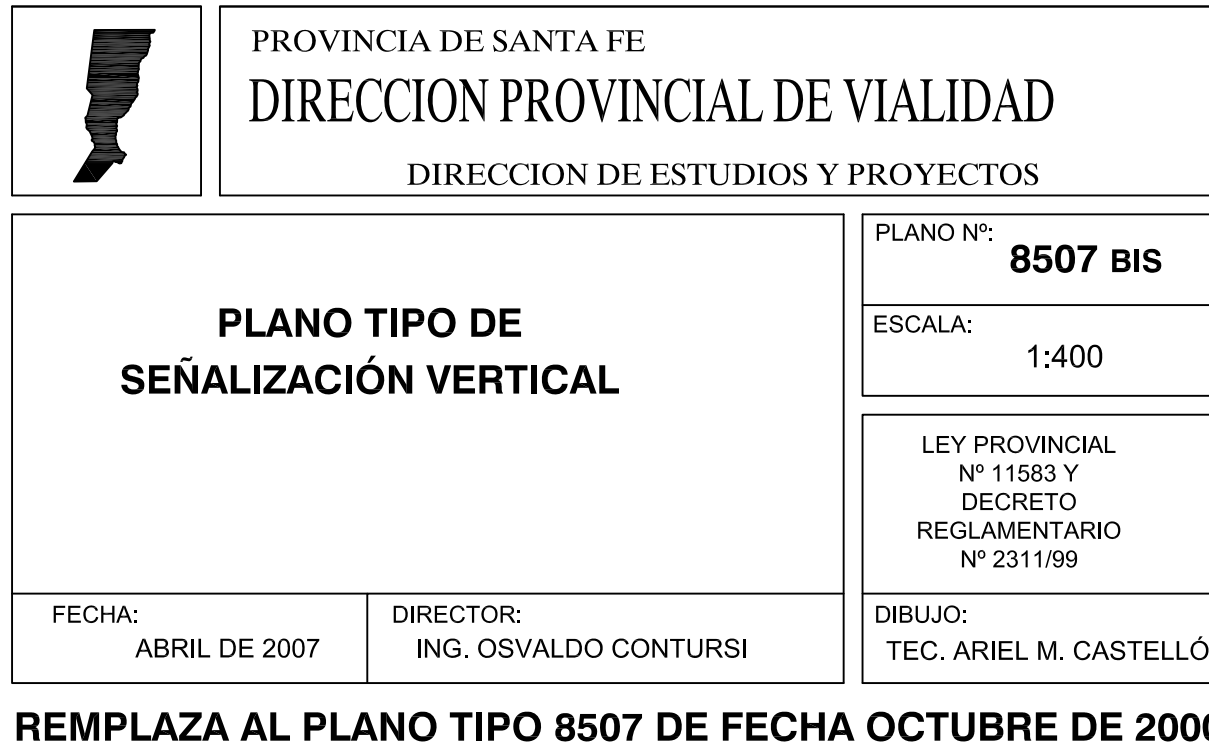 PROVINCIA DE SANTA FE
DIRECCION PROVINCIAL DE VIALIDAD
DIRECCION DE ESTUDIOS Y PROYECTOS
PLANO TIPO DE
SEÑALIZACIÓN VERTICAL
PLANO Nº:
8507 BIS
ESCALA:
1:400
LEY PROVINCIAL
Nº 11583 Y
DECRETO
REGLAMENTARIO
Nº 2311/99
FECHA:
ABRIL DE 2007
DIRECTOR:
ING. OSVALDO CONTURSI
DIBUJO:
TEC. ARIEL M. CASTELLÓ
REMPLAZA AL PLANO TIPO 8507 DE FECHA OCTUBRE DE 2000